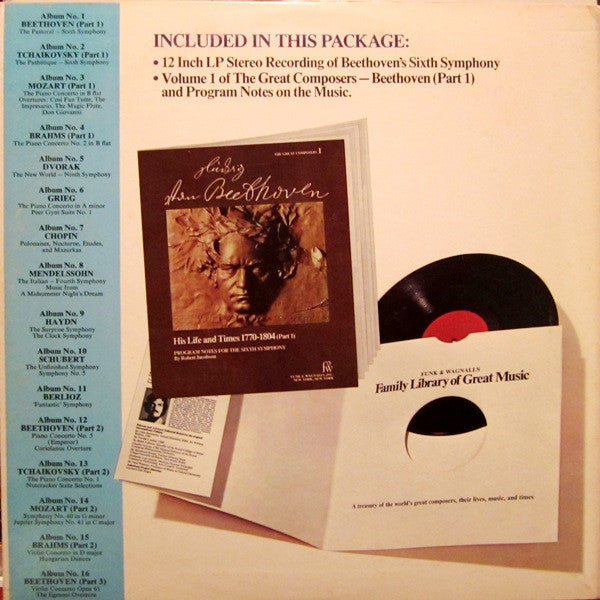 Album No. 1
BEETHOVEN (Part 1)
The Pastoral — Sixth Symphony
Album No. 2
TCHAIKOVSKY (Part 1)
The Pathétique — Sixth Symphony
Album No. 3
MOZART (Part 1)
The Piano Concerto in B flat
Overtures: Cosi Fan Tutte, The
Impresario, The Magic Flute,
Don Giovanni
Album No. 4
BRAHMS (Part 1)
The Piano Concerto No. 2 in B flat
Album No. 5
DVORAK
The New World — Ninth Symphony
Album No. 6
GRIEG
The Piano Concerto in A minor
Peer Gynt Suite No. 1
Album No. 7
CHOPIN
Polonaises, Nocturne, Etudes,
and Mazurkas
Album No. 8
MENDELSSOHN
The Italian — Fourth Symphony
Music from
A Midsummer Night's Dream
Album No. 9
HAYDN
The Surprise Symphony
The Clock Symphony
Album No. 10
SCHUBERT
The Unfinished Symphony
Symphony No. 5
Album No. 11
BERLIOZ
'Fantastic' Symphony
Album No. 12
BEETHOVEN (Part 2)
Piano Concerto No. 5
(Emperor)
Coriolanus Overture
Album No. 13
TCHAIKOVSKY (Part 2)
The Piano Concerto No. 1
Nutcracker Suite Selections
Album No. 14
MOZART (Part 2)
Symphony No. 40 in G minor
Jupiter Symphony No. 41 in C major
Album No. 15
BRAHMS (Part 2)
Violin Concerto in D major
Hungarian Dances
Album No. 16
BEETHOVEN (Part 3)
Violin Concerto Opus 61
The Egmont Overture
INCLUDED IN THIS PACKAGE:
• 12 Inch LP Stereo Recording of Beethoven's Sixth Symphony
• Volume 1 of The Great Composers — Beethoven (Part 1)
and Program Notes on the Music.
THE GREAT COMPOSERS 1
Ludwig
van Beethoven
His Life and Times 1770-1804 (Part 1)
PROGRAM NOTES FOR THE SIXTH SYMPHONY
By Robert Jacobson
FW
FUNK & WAGNALLS, INC.
NEW YORK, NEW YORK
FUNK & WAGNALLS
Family Library of Great Music
A treasury of the world's great composers, their lives, music, and times